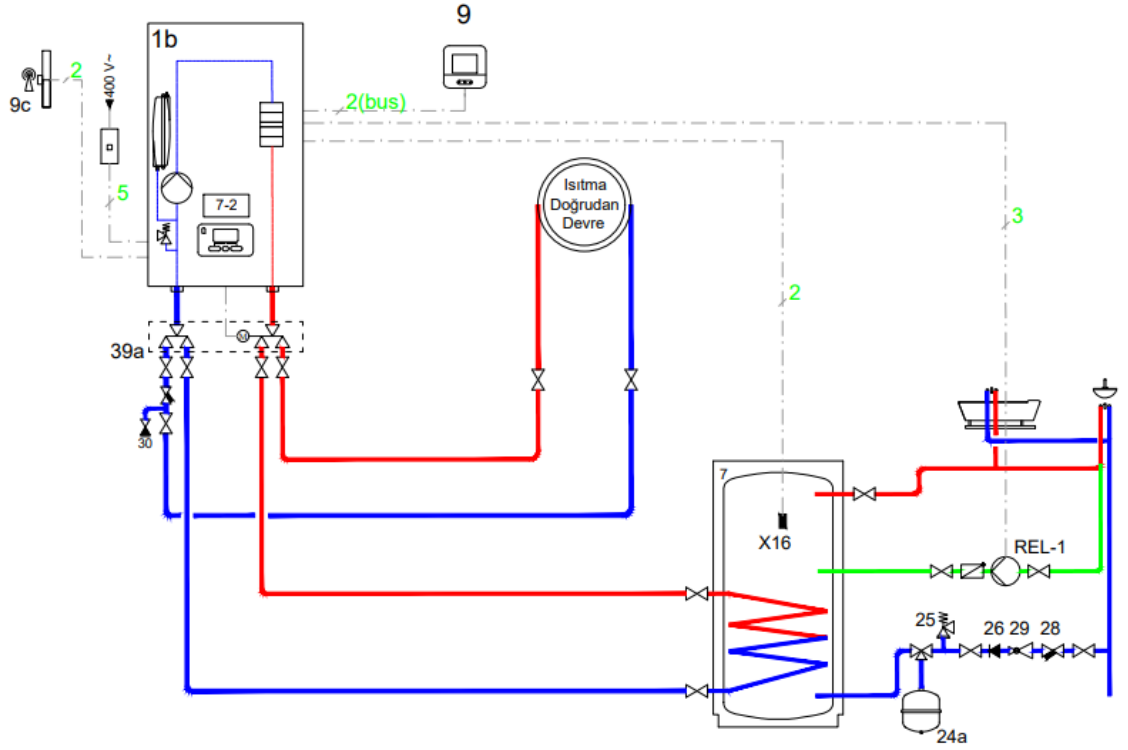 1b
9
2
9c
400 V~
2(bus)
5
7-2
Isıtma
Doğrudan
Devre
3
2
M
39a
30
7
X16
REL-1
25
26
29
28
24a